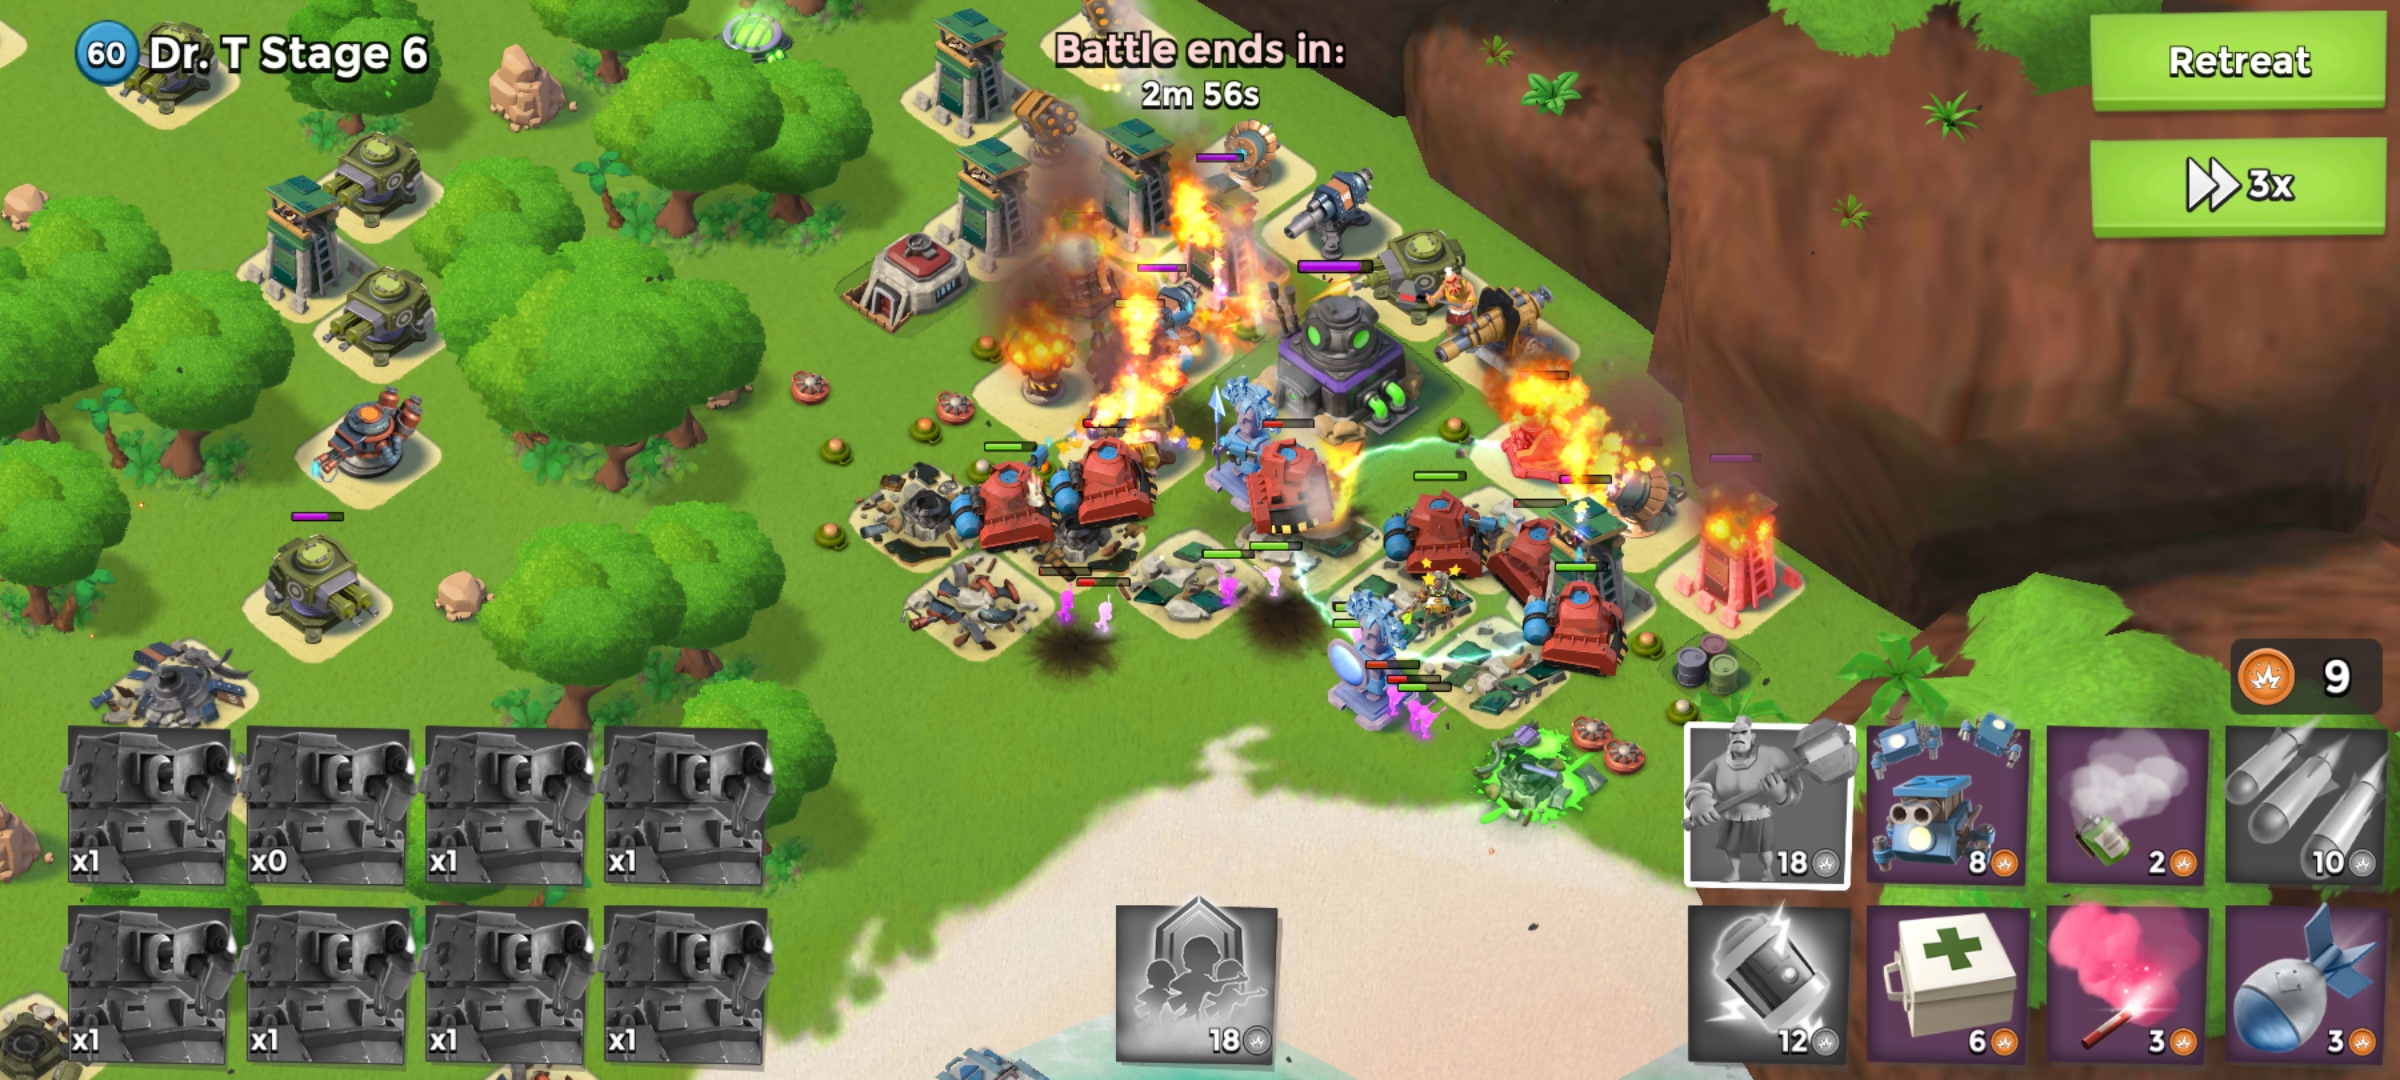 60 Dr. T Stage 6
Battle ends in:
2m 56s
Retreat
3x
9
x1
x0
x1
x1
18
8
2
10
x1
x1
x1
x1
18
12
6
3
3